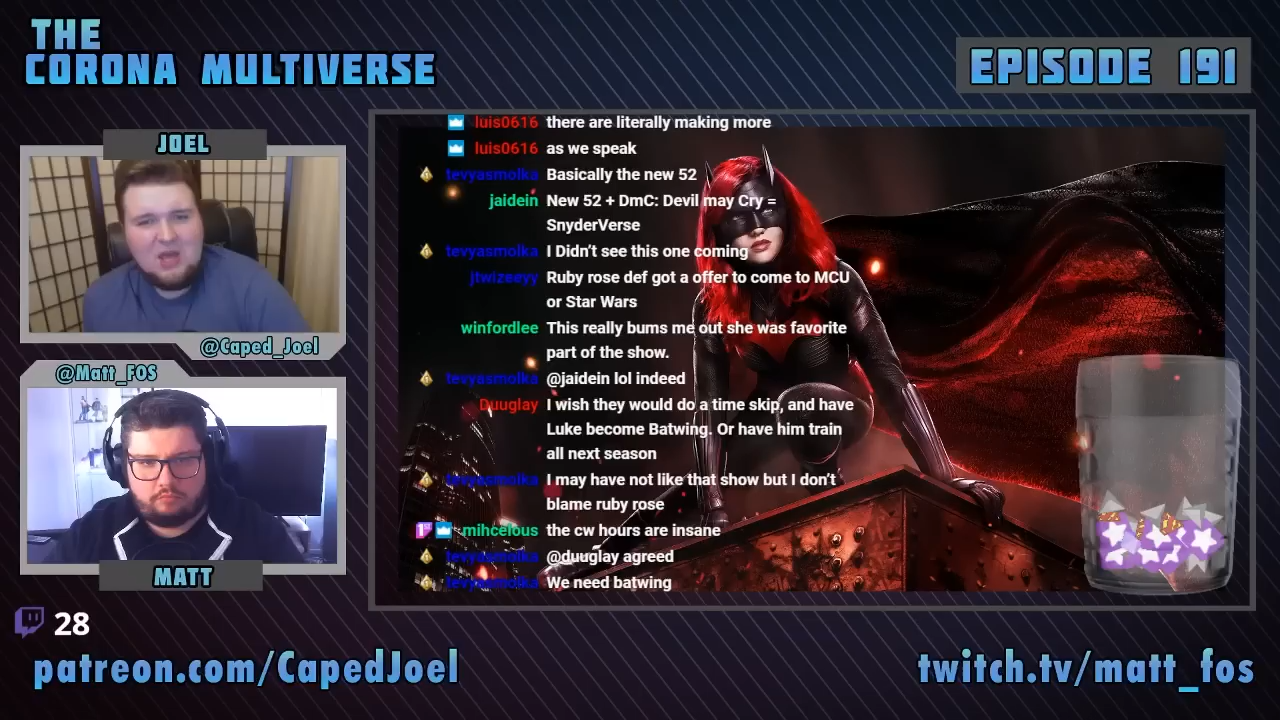 THE
CORONA MULTIVERSE
EPISODE 191
JOEL
@Caped_Joel
@Matt_FOS
MATT
luis0616 there are literally making more
luis0616 as we speak
tevyasmolka Basically the new 52
jaidein New 52 + DmC: Devil may Cry =
SnyderVerse
tevyasmolka I Didn't see this one coming
jtwizeeyy Ruby rose def got a offer to come to MCU
or Star Wars
winfordlee This really bums me out she was favorite
part of the show.
tevyasmolka @jaidein lol indeed
Duuglay I wish they would do a time skip, and have
Luke become Batwing. Or have him train
all next season
tevyasmolka I may have not like that show but I don't
blame ruby rose
1ST mihcelous the cw hours are insane
tevyasmolka @duuglay agreed
tevyasmolka We need batwing
28
patreon.com/CapedJoel
twitch.tv/matt_fos